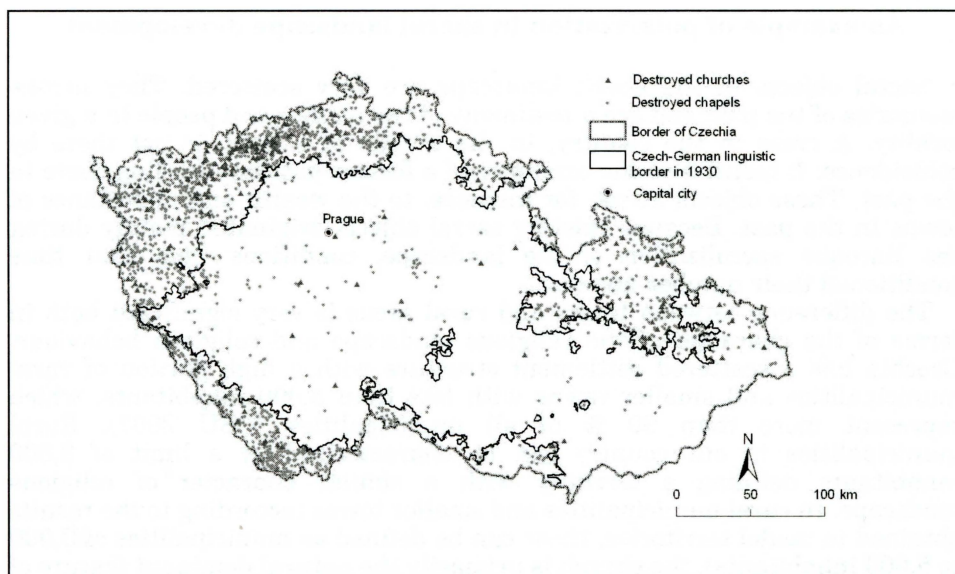 Destroyed churches
Destroyed chapels
Border of Czechia
Czech-German linguistic
border in 1930
Capital city
Prague
N
0 50 100 km